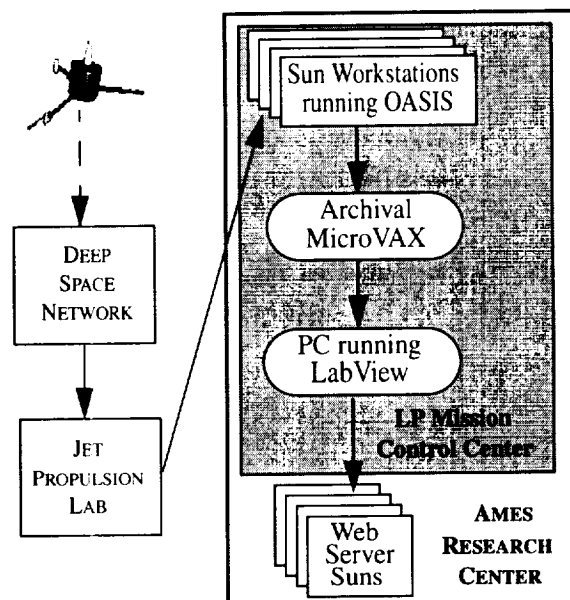 Sun Workstations
running OASIS
Archival
MicroVAX
DEEP
SPACE
NETWORK
PC running
LabView
LP Mission
Control Center
JET
PROPULSION
LAB
Web
Server
Suns
AMES
RESEARCH
CENTER